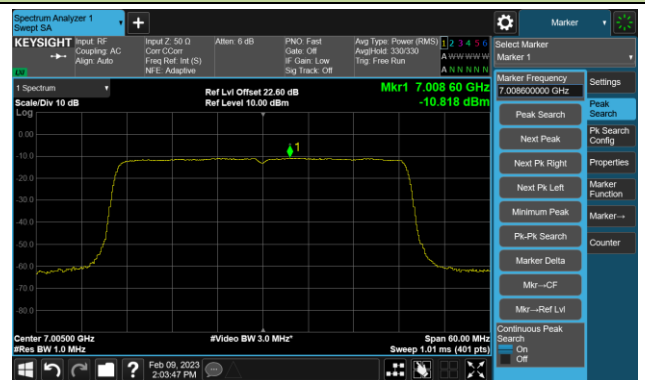 Spectrum Analyzer 1
Swept SA
Marker
KEYSIGHT
Input: RF
Coupling: AC
Align: Auto
Input Z: 50 Ω
Corr CCorr
Freq Ref: Int (S)
NFE: Adaptive
Atten: 6 dB
PNO: Fast
Gate: Off
IF Gain: Low
Sig Track: Off
Avg Type: Power (RMS)
Avg|Hold: 330/330
Trig: Free Run
1 2 3 4 5 6
A W W W W W
A N N N N N
LW
Select Marker
Marker 1
1 Spectrum
Scale/Div 10 dB
Log
Ref Lvl Offset 22.60 dB
Ref Level 10.00 dBm
Mkr1 7.008 60 GHz
-10.818 dBm
1
0.00
-10.0
-20.0
-30.0
-40.0
-50.0
-60.0
-70.0
-80.0
Center 7.00500 GHz
#Res BW 1.0 MHz
#Video BW 3.0 MHz*
Span 60.00 MHz
Sweep 1.01 ms (401 pts)
Marker Frequency
7.008600000 GHz
Peak Search
Next Peak
Next Pk Right
Next Pk Left
Minimum Peak
Pk-Pk Search
Marker Delta
Mkr→CF
Mkr→Ref Lvl
Continuous Peak
Search
On
Off
Settings
Peak
Search
Pk Search
Config
Properties
Marker
Function
Marker→
Counter
?
Feb 09, 2023
2:03:47 PM